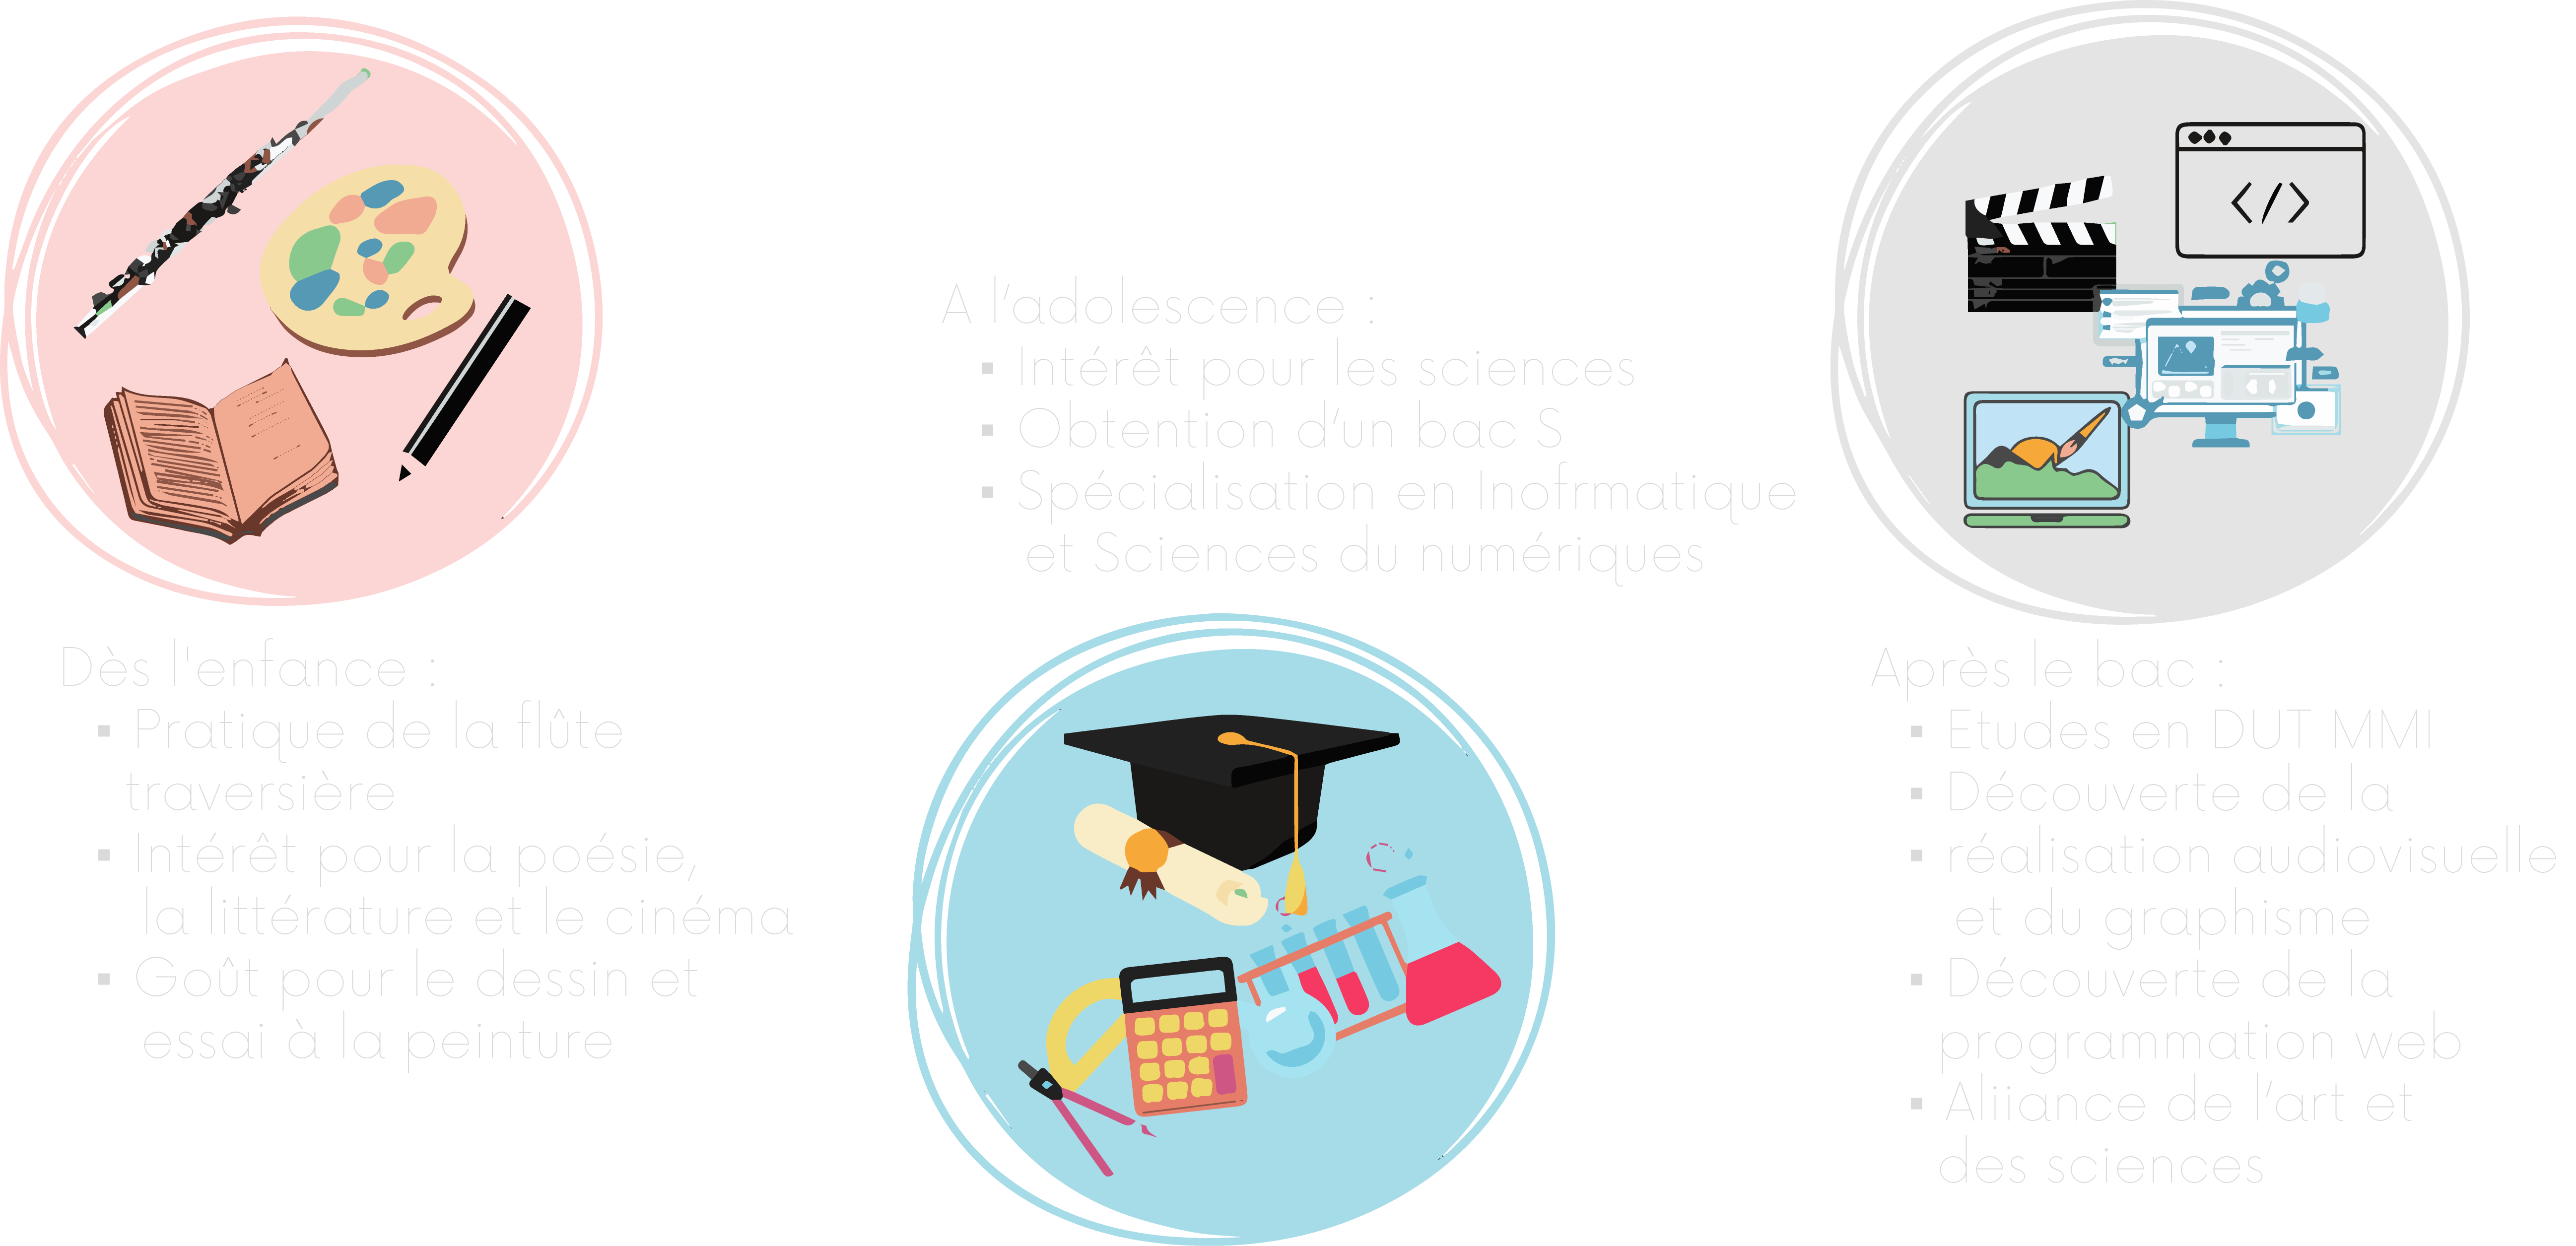 Dès l'enfance :
▪ Pratique de la flûte
traversière
▪ Intérêt pour la poésie,
la littérature et le cinéma
▪ Goût pour le dessin et
essai à la peinture
A l'adolescence :
▪ Intérêt pour les sciences
▪ Obtention d'un bac S
▪ Spécialisation en Inofrmatique
et Sciences du numériques
</>
Après le bac :
▪ Etudes en DUT MMI
▪ Découverte de la
▪ réalisation audiovisuelle
et du graphisme
▪ Découverte de la
programmation web
▪ Aliiance de l'art et
des sciences